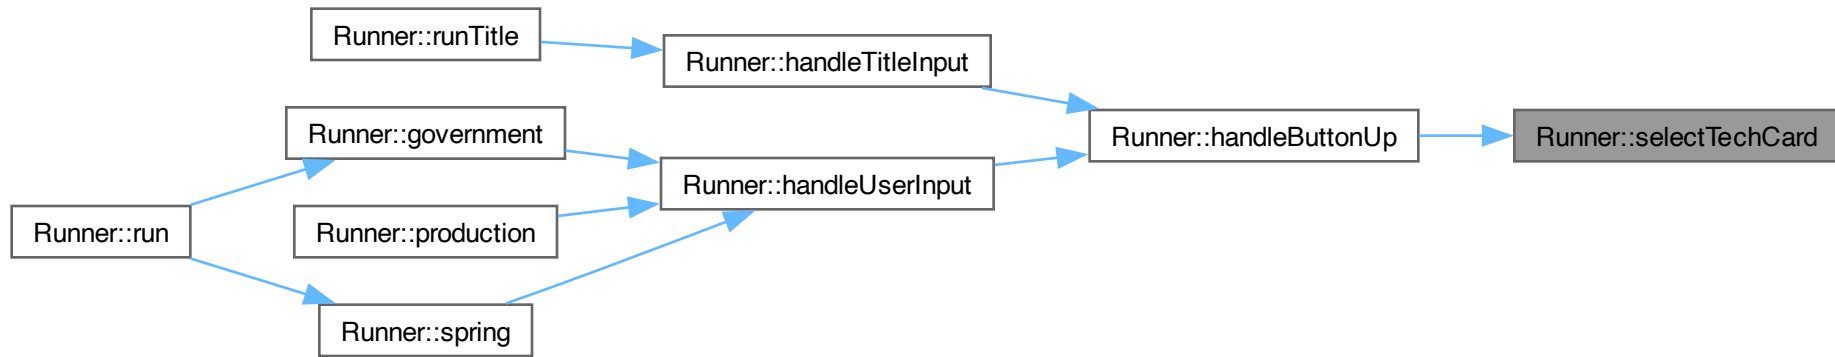 Runner::runTitle
Runner::handleTitleInput
Runner::government
Runner::handleButtonUp
Runner::selectTechCard
Runner::handleUserInput
Runner::run
Runner::production
Runner::spring